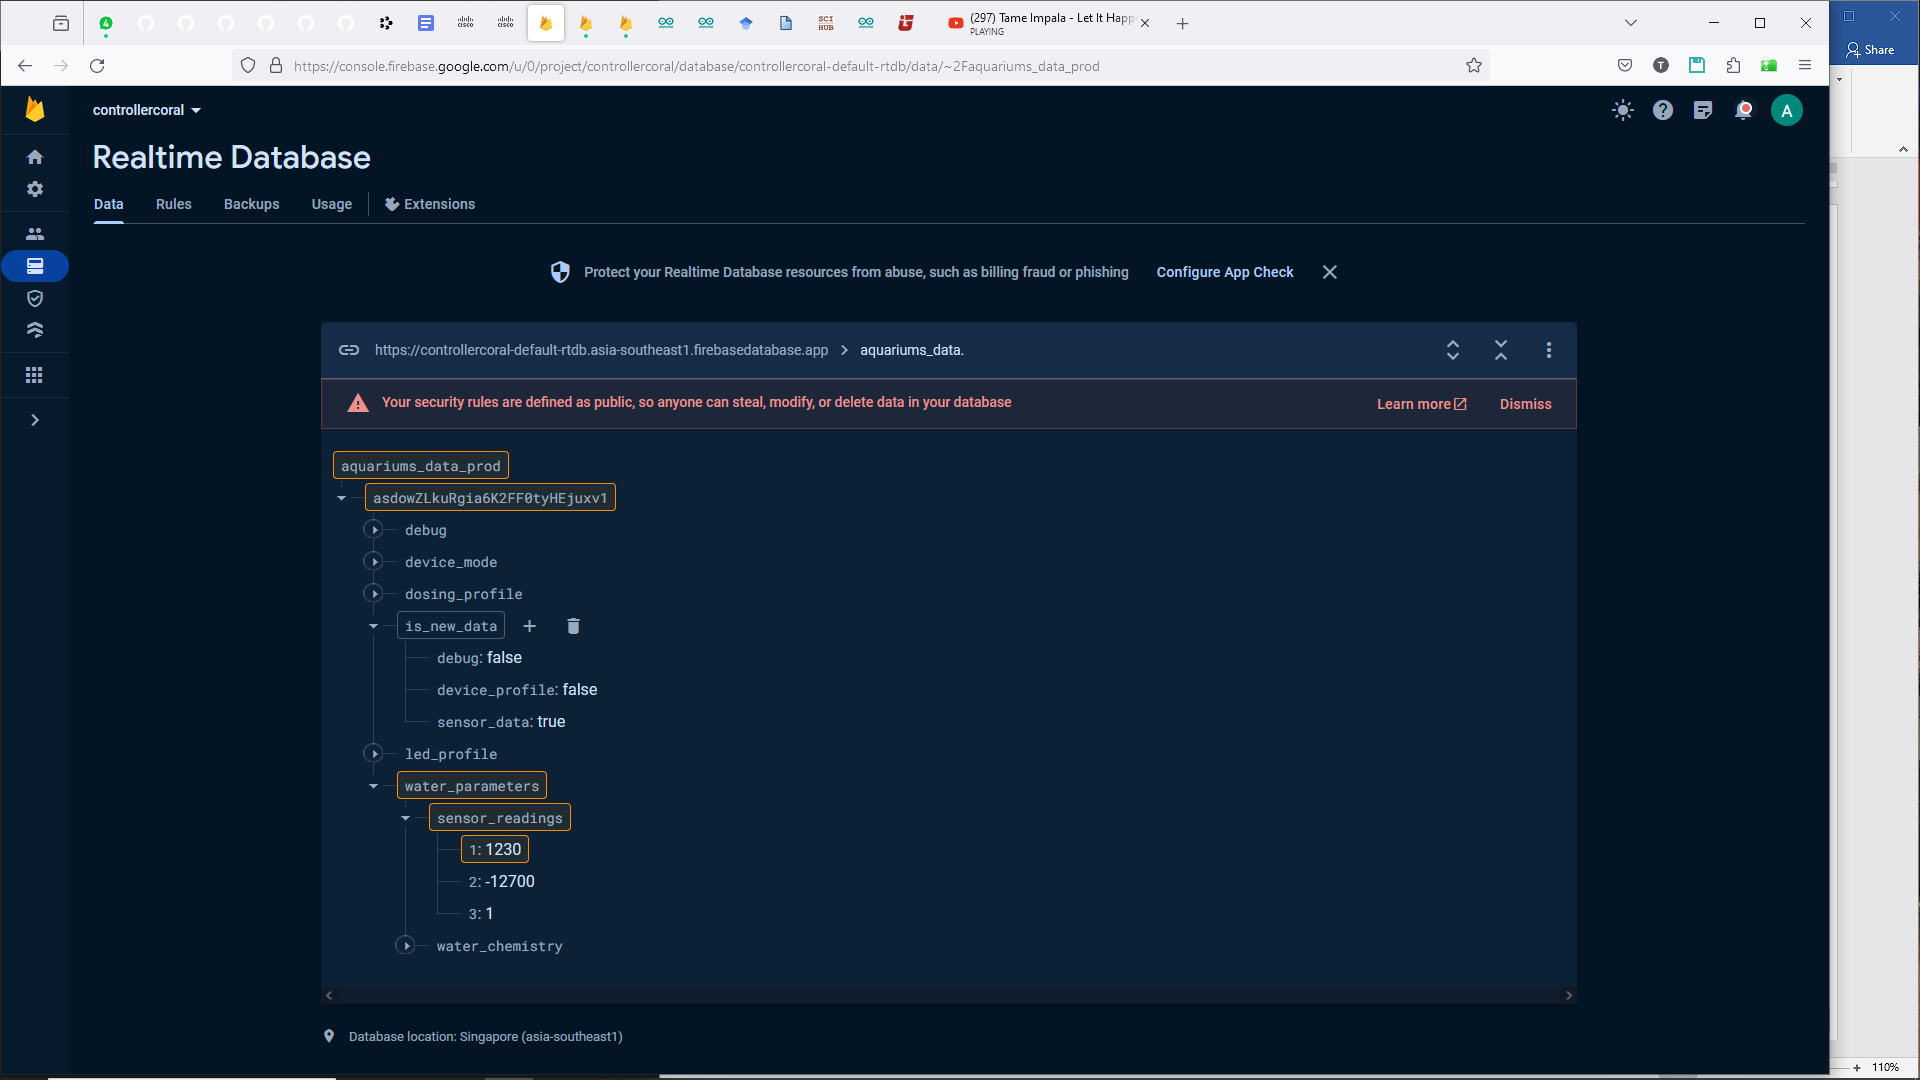 (297) Tame Impala - Let It Happ
PLAYING
Share
https://console.firebase.google.com/u/0/project/controllercoral/database/controllercoral-default-rtdb/data/~2Faquariums_data_prod
controllercoral
A
Realtime Database
Data
Rules
Backups
Usage
Extensions
Protect your Realtime Database resources from abuse, such as billing fraud or phishing
Configure App Check
https://controllercoral-default-rtdb.asia-southeast1.firebasedatabase.app
aquariums_data.
Your security rules are defined as public, so anyone can steal, modify, or delete data in your database
Learn more
Dismiss
aquariums_data_prod
asdowZLkuRgia6K2FF0tyHEjuxv1
debug
device_mode
dosing_profile
is_new_data
debug: false
device_profile: false
sensor_data: true
led_profile
water_parameters
sensor_readings
1: 1230
2: -12700
3: 1
water_chemistry
Database location: Singapore (asia-southeast1)
110%